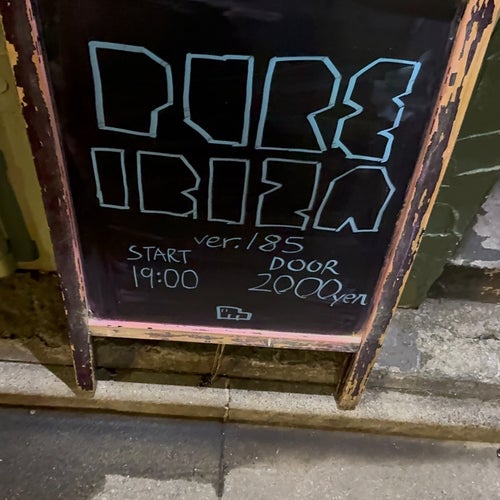 PURE
IBIZA
ver.185
START DOOR
19:00 2000yen